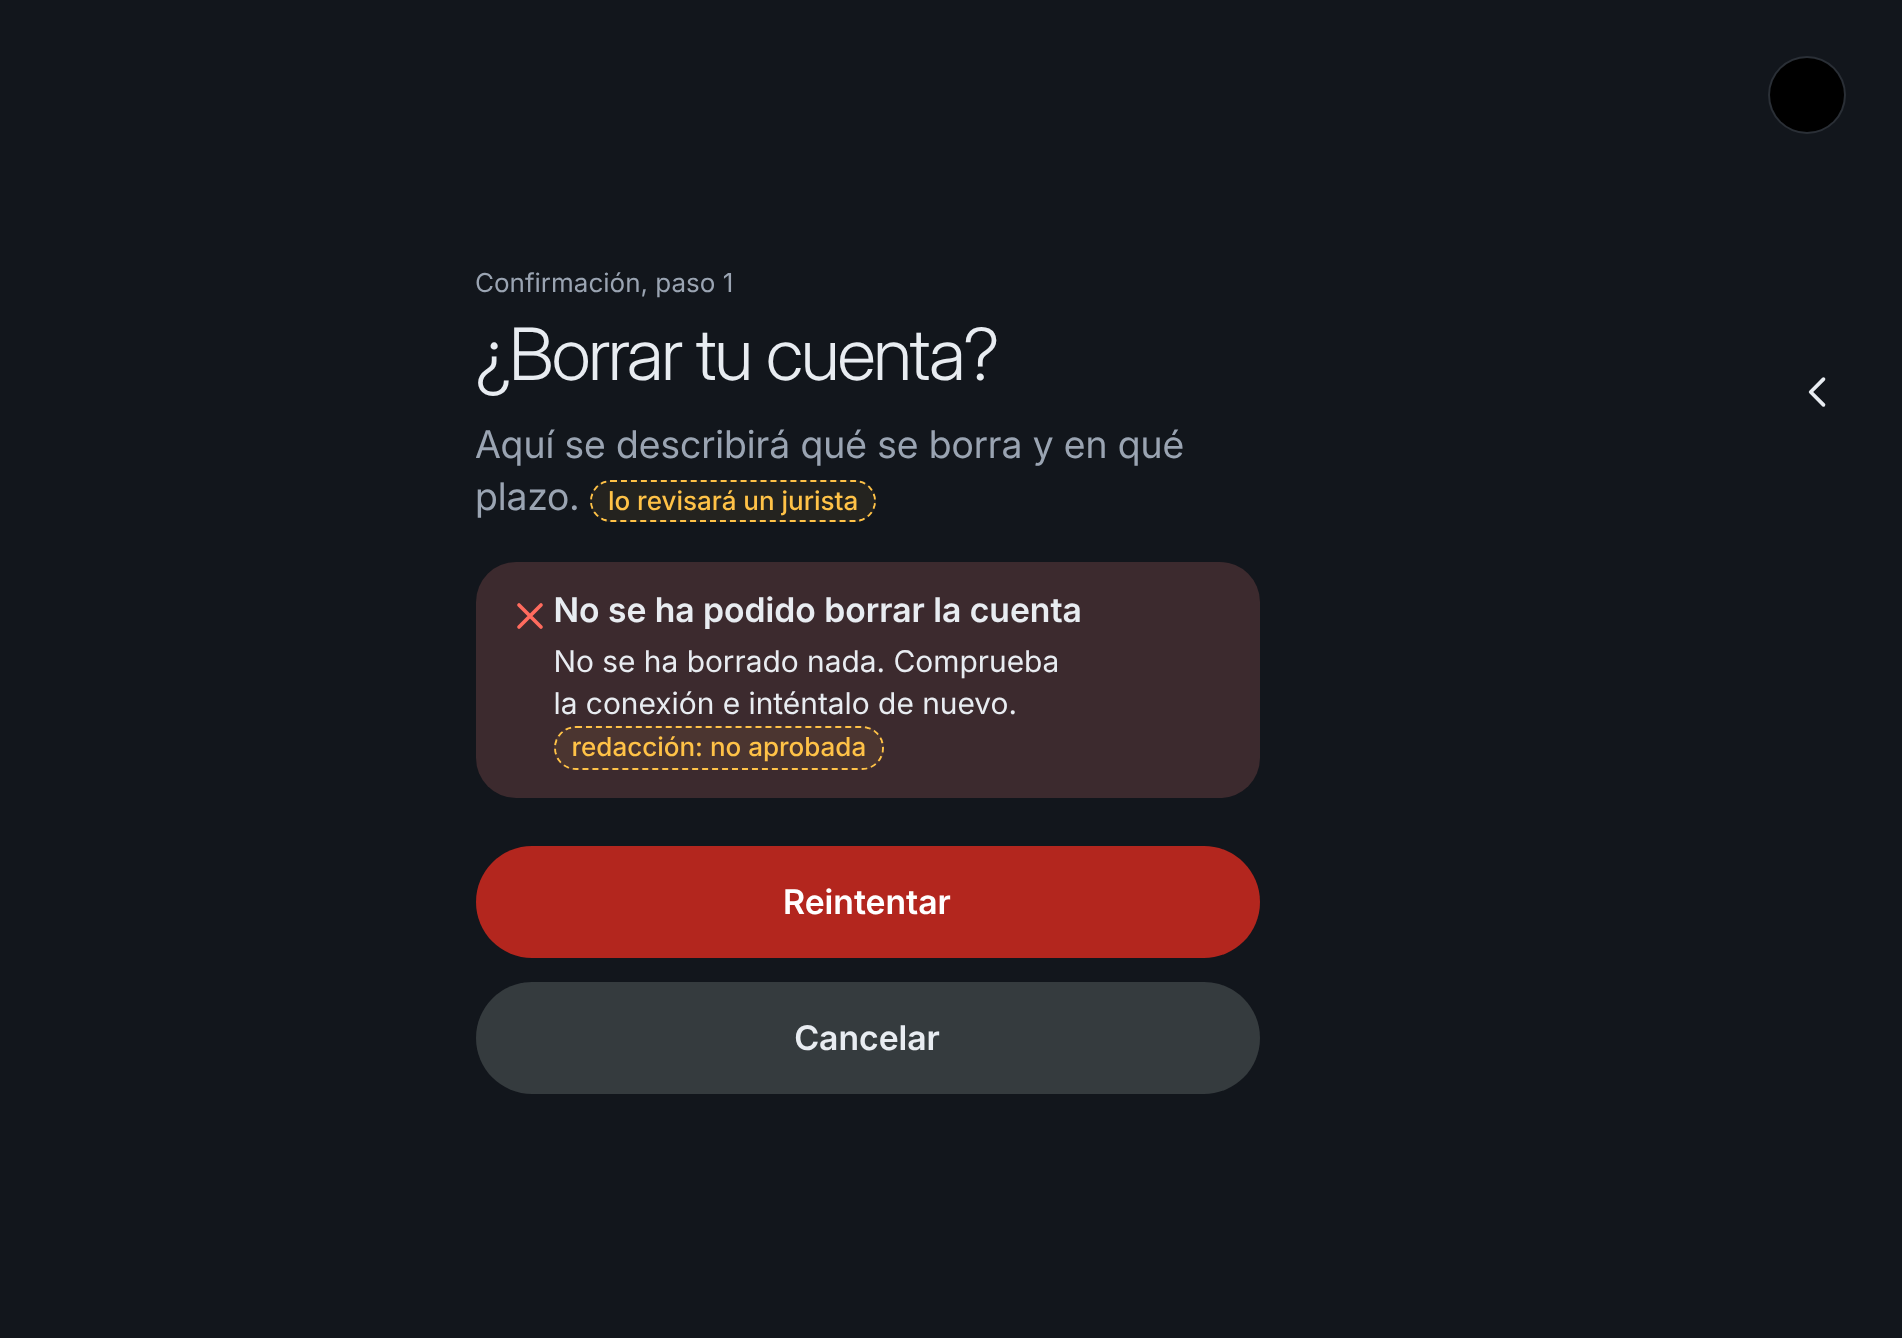 Confirmación, paso 1
¿Borrar tu cuenta?
Aquí se describirá qué se borra y en qué
plazo. lo revisará un jurista
No se ha podido borrar la cuenta
No se ha borrado nada. Comprueba
la conexión e inténtalo de nuevo.
redacción: no aprobada
Reintentar
Cancelar